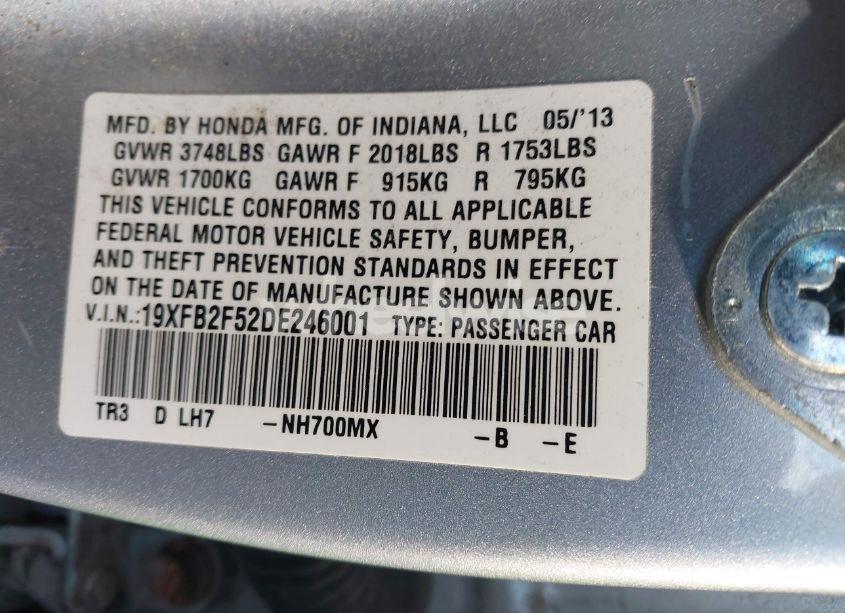 MFD. BY HONDA MFG. OF INDIANA, LLC 05/'13
GVWR 3748LBS GAWR F 2018LBS R 1753LBS
GVWR 1700KG GAWR F 915KG R 795KG
THIS VEHICLE CONFORMS TO ALL APPLICABLE
FEDERAL MOTOR VEHICLE SAFETY, BUMPER,
AND THEFT PREVENTION STANDARDS IN EFFECT
ON THE DATE OF MANUFACTURE SHOWN ABOVE.
V.I.N.:19XFB2F52DE246001 TYPE: PASSENGER CAR
TR3 D LH7 -NH700MX -B -E